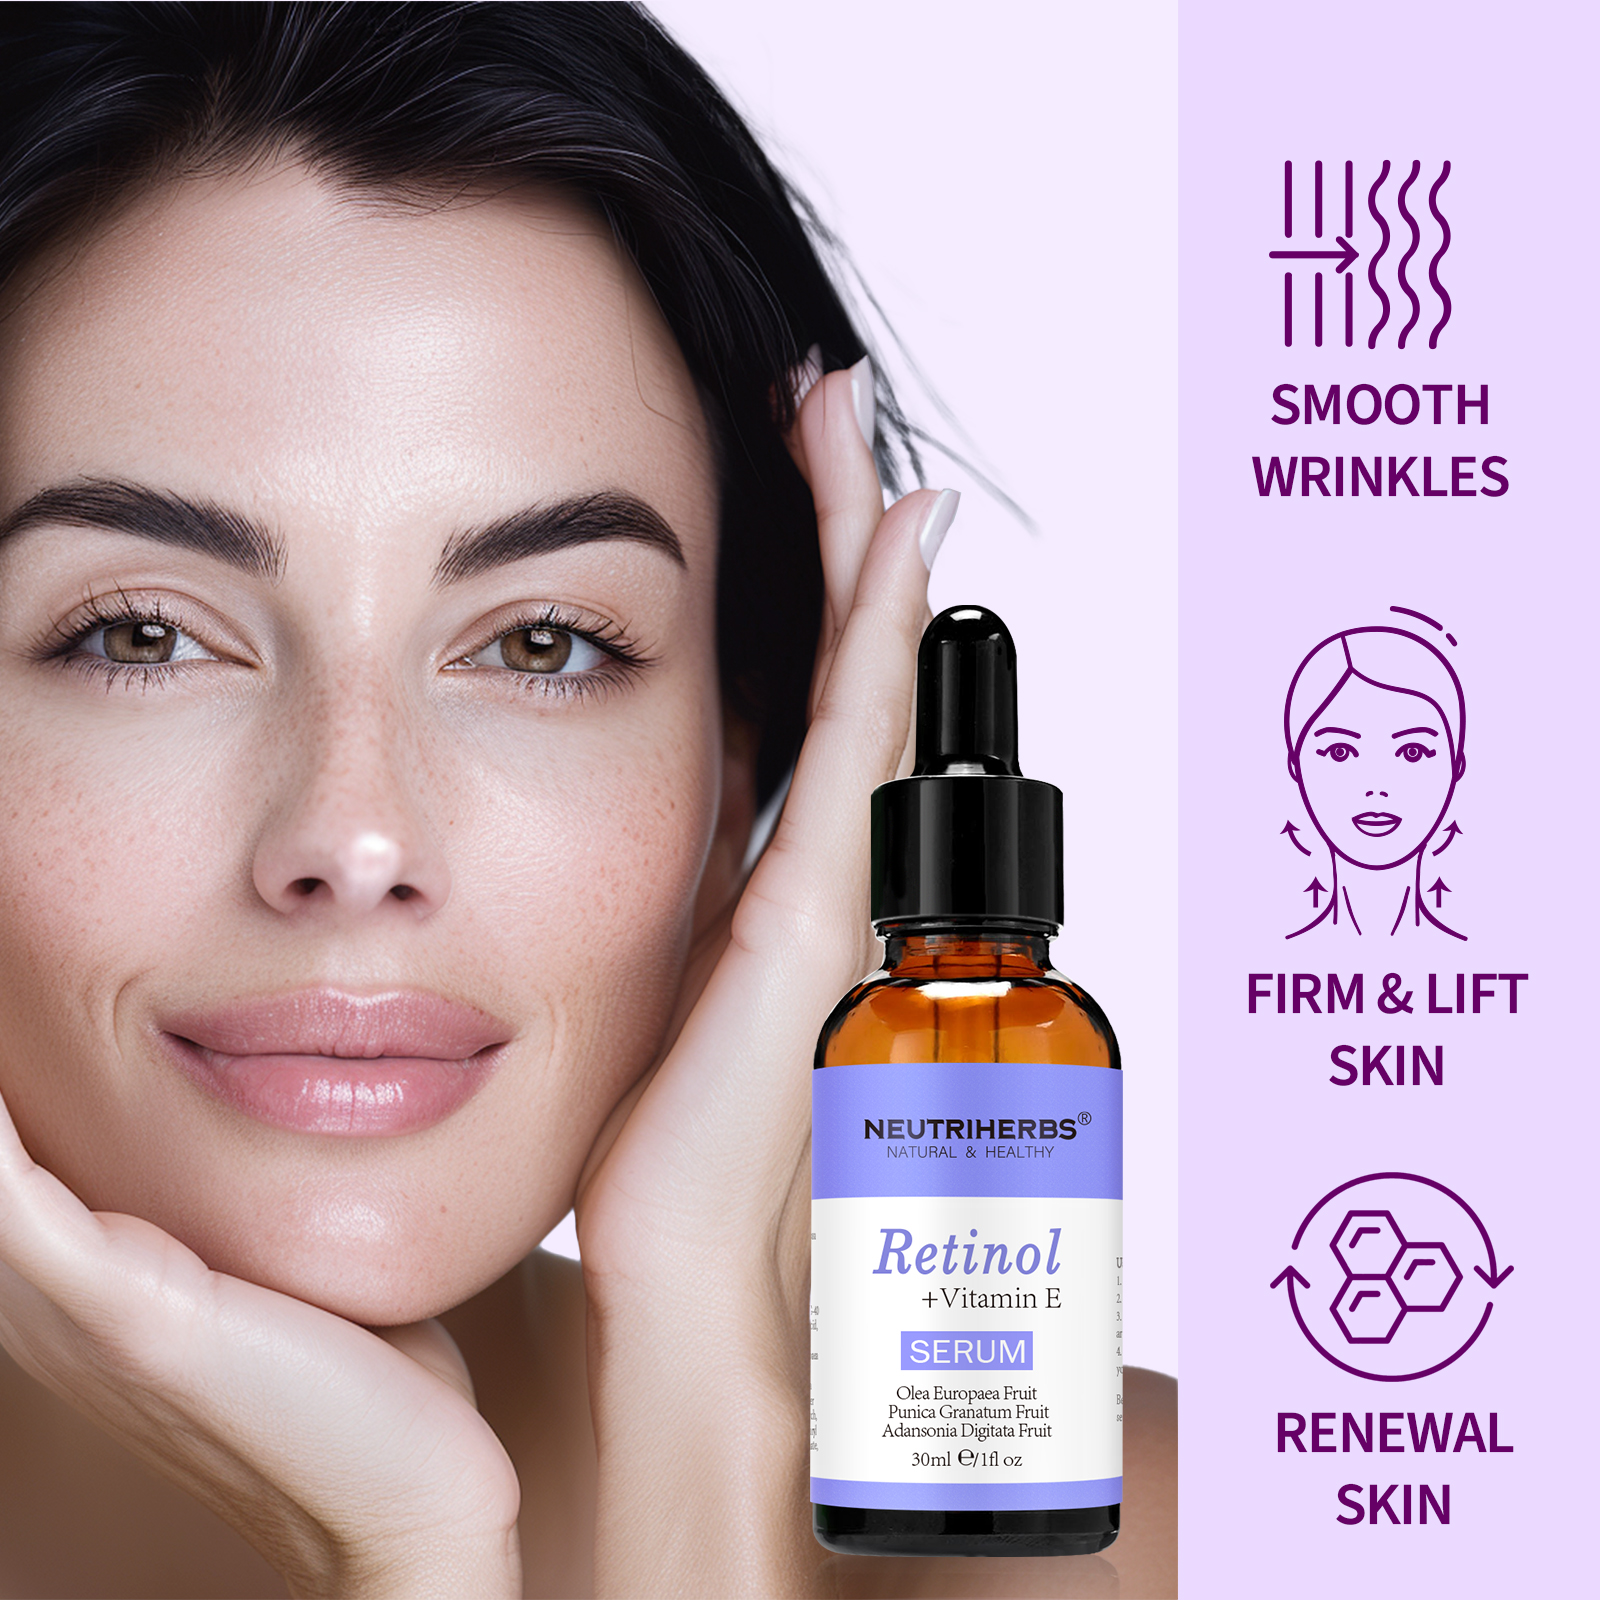 SMOOTH
WRINKLES
FIRM & LIFT
SKIN
RENEWAL
SKIN
NEUTRIHERBS®
NATURAL & HEALTHY
Retinol
+Vitamin E
SERUM
Olea Europaea Fruit
Punica Granatum Fruit
Adansonia Digitata Fruit
30ml ℮/1fl oz